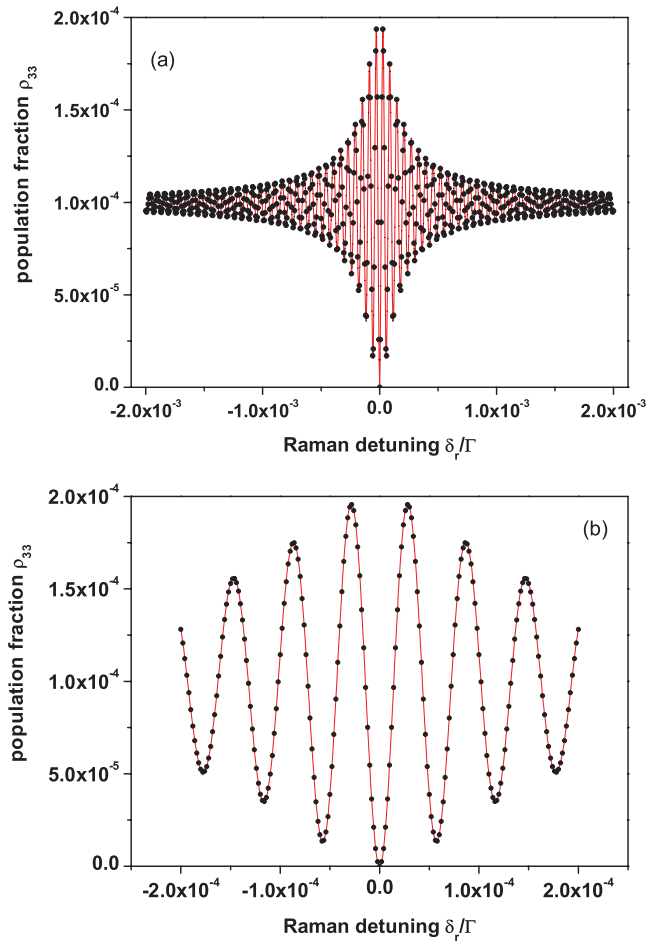 2.0x10⁻⁴
(a)
1.5x10⁻⁴
population fraction ρ₃₃
1.0x10⁻⁴
5.0x10⁻⁵
0.0
-2.0x10⁻³ -1.0x10⁻³ 0.0 1.0x10⁻³ 2.0x10⁻³
Raman detuning δᵣ/Γ
2.0x10⁻⁴
(b)
1.5x10⁻⁴
population fraction ρ₃₃
1.0x10⁻⁴
5.0x10⁻⁵
0.0
-2.0x10⁻⁴ -1.0x10⁻⁴ 0.0 1.0x10⁻⁴ 2.0x10⁻⁴
Raman detuning δᵣ/Γ